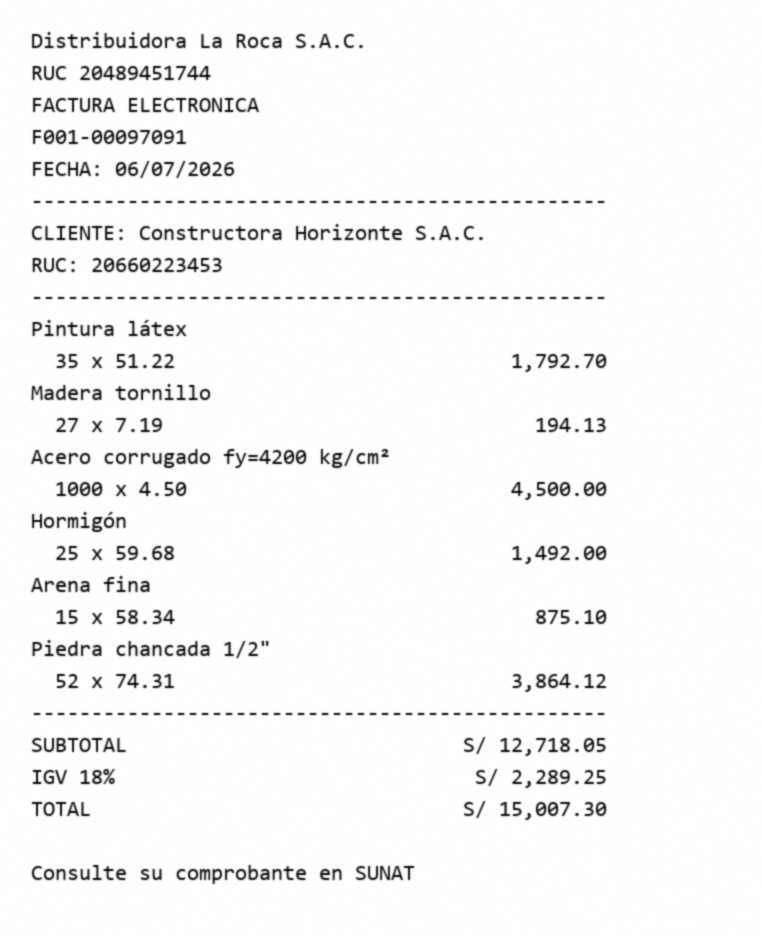 Distribuidora La Roca S.A.C.
RUC 20489451744
FACTURA ELECTRONICA
F001-00097091
FECHA: 06/07/2026
------------------------------------------------
CLIENTE: Constructora Horizonte S.A.C.
RUC: 20660223453
------------------------------------------------
Pintura látex
35 x 51.22 1,792.70
Madera tornillo
27 x 7.19 194.13
Acero corrugado fy=4200 kg/cm²
1000 x 4.50 4,500.00
Hormigón
25 x 59.68 1,492.00
Arena fina
15 x 58.34 875.10
Piedra chancada 1/2"
52 x 74.31 3,864.12
------------------------------------------------
SUBTOTAL S/ 12,718.05
IGV 18% S/ 2,289.25
TOTAL S/ 15,007.30
Consulte su comprobante en SUNAT